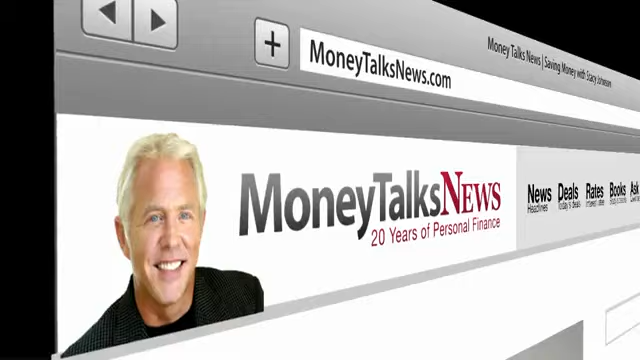 Money Talks News | Saving Money with Stacy Johnson
MoneyTalksNews.com
MoneyTalksNEWS
20 Years of Personal Finance
News Deals Rates Books Ask
Headlines Today's deals